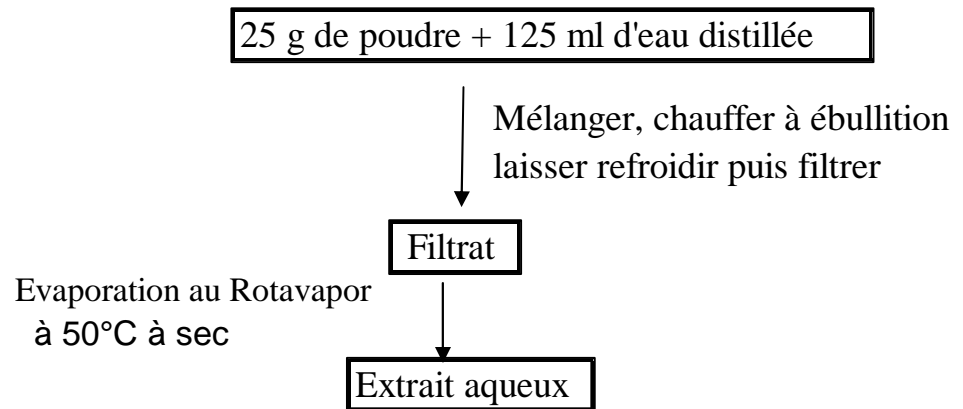 25 g de poudre + 125 ml d'eau distillée
Mélanger, chauffer à ébullition
laisser refroidir puis filtrer
Filtrat
Evaporation au Rotavapor
à 50°C à sec
Extrait aqueux